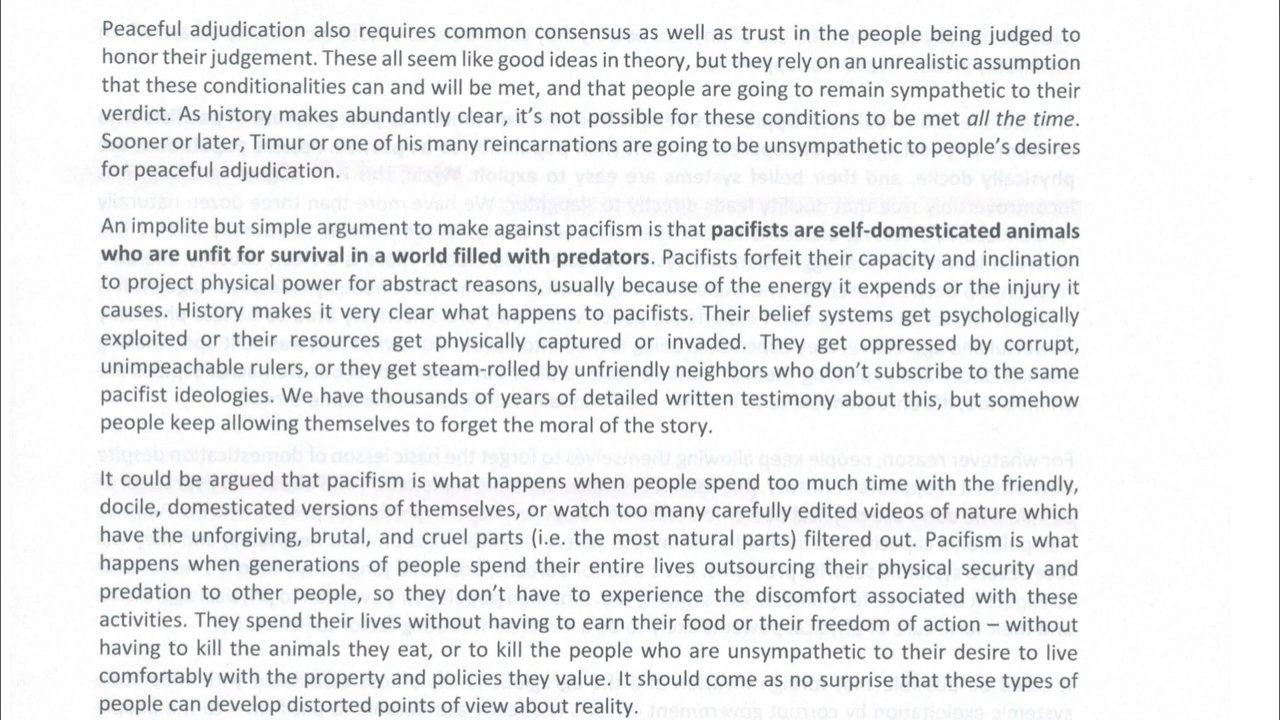 Peaceful adjudication also requires common consensus as well as trust in the people being judged to
honor their judgement. These all seem like good ideas in theory, but they rely on an unrealistic assumption
that these conditionalities can and will be met, and that people are going to remain sympathetic to their
verdict. As history makes abundantly clear, it's not possible for these conditions to be met all the time.
Sooner or later, Timur or one of his many reincarnations are going to be unsympathetic to people's desires
for peaceful adjudication.
An impolite but simple argument to make against pacifism is that pacifists are self-domesticated animals
who are unfit for survival in a world filled with predators. Pacifists forfeit their capacity and inclination
to project physical power for abstract reasons, usually because of the energy it expends or the injury it
causes. History makes it very clear what happens to pacifists. Their belief systems get psychologically
exploited or their resources get physically captured or invaded. They get oppressed by corrupt,
unimpeachable rulers, or they get steam-rolled by unfriendly neighbors who don't subscribe to the same
pacifist ideologies. We have thousands of years of detailed written testimony about this, but somehow
people keep allowing themselves to forget the moral of the story.
It could be argued that pacifism is what happens when people spend too much time with the friendly,
docile, domesticated versions of themselves, or watch too many carefully edited videos of nature which
have the unforgiving, brutal, and cruel parts (i.e. the most natural parts) filtered out. Pacifism is what
happens when generations of people spend their entire lives outsourcing their physical security and
predation to other people, so they don't have to experience the discomfort associated with these
activities. They spend their lives without having to earn their food or their freedom of action – without
having to kill the animals they eat, or to kill the people who are unsympathetic to their desire to live
comfortably with the property and policies they value. It should come as no surprise that these types of
people can develop distorted points of view about reality.